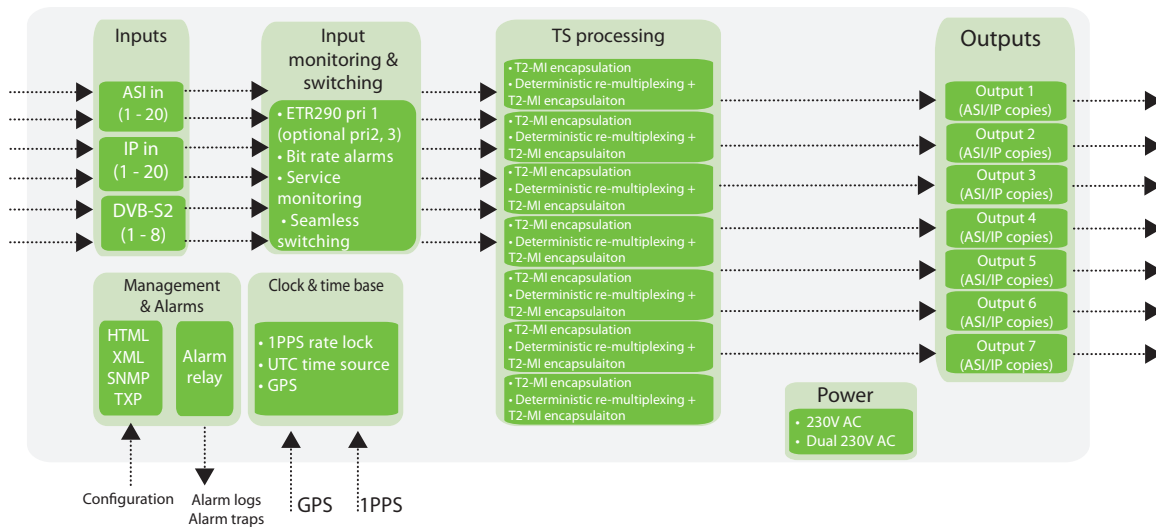 Inputs
ASI in
(1 - 20)
IP in
(1 - 20)
DVB-S2
(1 - 8)
Input
monitoring &
switching
• ETR290 pri 1
(optional pri2, 3)
• Bit rate alarms
• Service
monitoring
• Seamless
switching
TS processing
• T2-MI encapsulation
• Deterministic re-multiplexing +
T2-MI encapsulaiton
• T2-MI encapsulation
• Deterministic re-multiplexing +
T2-MI encapsulaiton
• T2-MI encapsulation
• Deterministic re-multiplexing +
T2-MI encapsulaiton
• T2-MI encapsulation
• Deterministic re-multiplexing +
T2-MI encapsulaiton
• T2-MI encapsulation
• Deterministic re-multiplexing +
T2-MI encapsulaiton
• T2-MI encapsulation
• Deterministic re-multiplexing +
T2-MI encapsulaiton
• T2-MI encapsulation
• Deterministic re-multiplexing +
T2-MI encapsulaiton
Outputs
Output 1
(ASI/IP copies)
Output 2
(ASI/IP copies)
Output 3
(ASI/IP copies)
Output 4
(ASI/IP copies)
Output 5
(ASI/IP copies)
Output 6
(ASI/IP copies)
Output 7
(ASI/IP copies)
Management
& Alarms
HTML
XML
SNMP
TXP
Alarm
relay
Clock & time base
• 1PPS rate lock
• UTC time source
• GPS
Power
• 230V AC
• Dual 230V AC
Configuration
Alarm logs
Alarm traps
GPS
1PPS